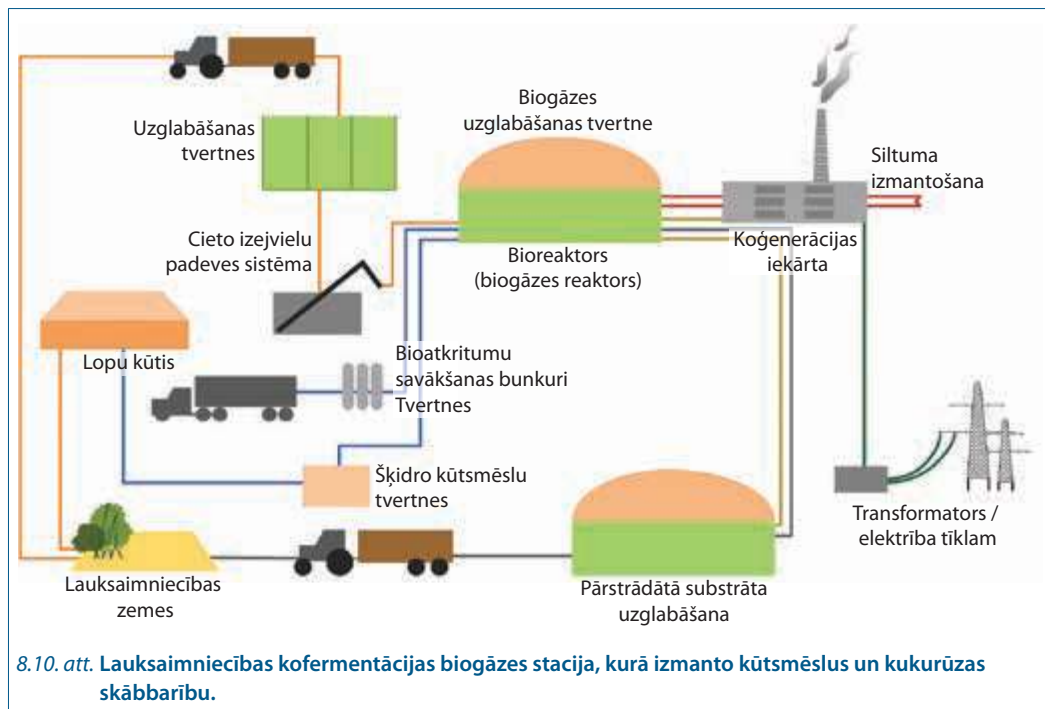 Uzglabāšanas
tvertnes
Biogāzes
uzglabāšanas tvertne
Siltuma
izmantošana
Cieto izejvielu
padeves sistēma
Bioreaktors
(biogāzes reaktors)
Koģenerācijas
iekārta
Lopu kūtis
Bioatkritumu
savākšanas bunkuri
Tvertnes
Šķidro kūtsmēslu
tvertnes
Transformators /
elektrība tīklam
Lauksaimniecības
zemes
Pārstrādātā substrāta
uzglabāšana
8.10. att. Lauksaimniecības kofermentācijas biogāzes stacija, kurā izmanto kūtsmēslus un kukurūzas
skābbarību.